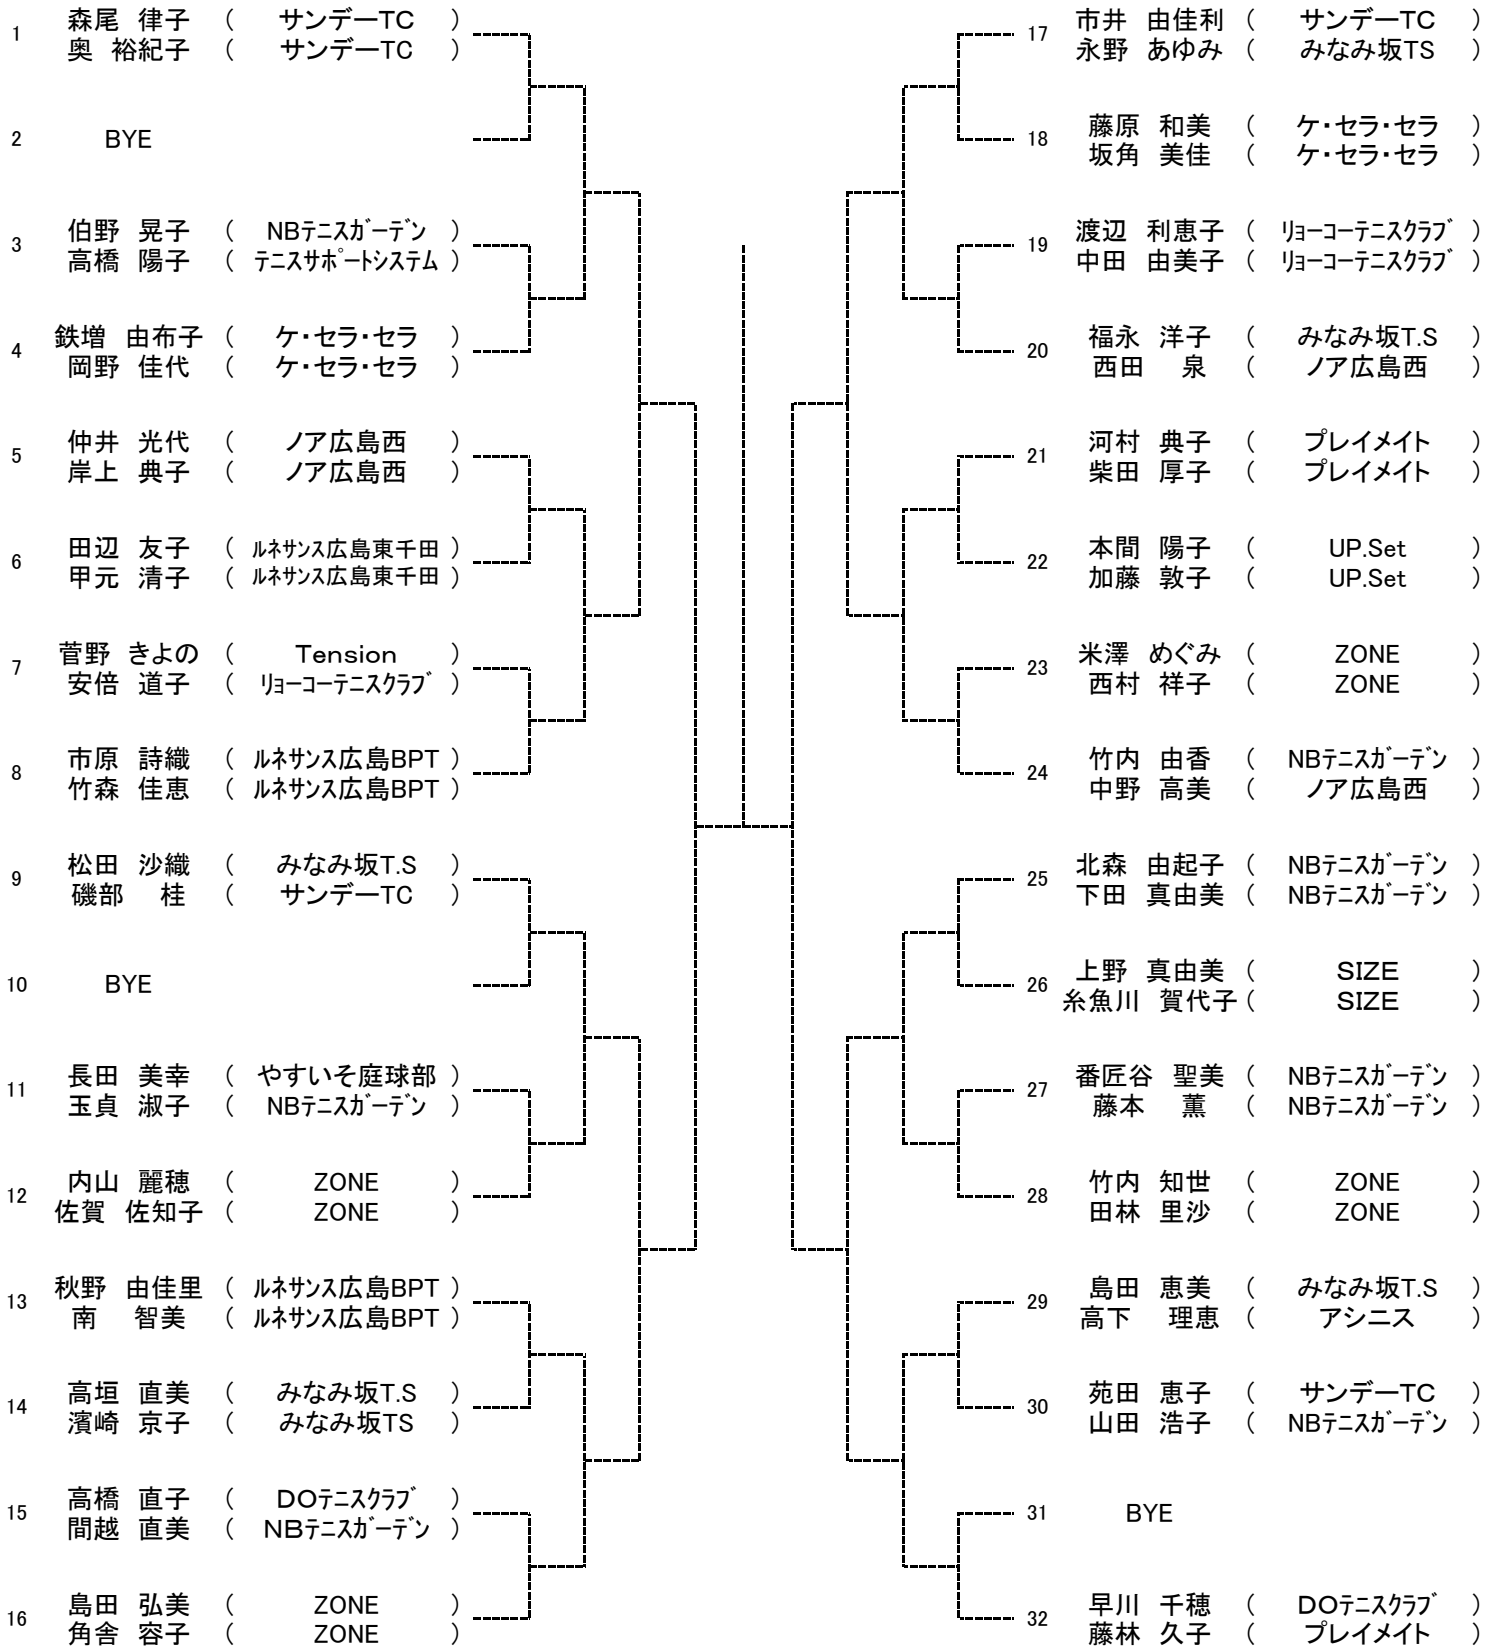 1 森尾 律子 ( サンデーTC )
奥 裕紀子 ( サンデーTC )
2 BYE
3 伯野 晃子 ( NBﾃﾆｽｶﾞｰﾃﾞﾝ )
高橋 陽子 ( ﾃﾆｽｻﾎﾟｰﾄｼｽﾃﾑ )
4 鉄増 由布子 ( ケ・セラ・セラ )
岡野 佳代 ( ケ・セラ・セラ )
5 仲井 光代 ( ノア広島西 )
岸上 典子 ( ノア広島西 )
6 田辺 友子 ( ﾙﾈｻﾝｽ広島東千田 )
甲元 清子 ( ﾙﾈｻﾝｽ広島東千田 )
7 菅野 きよの ( Tension )
安倍 道子 ( ﾘｮｰｺｰﾃﾆｽｸﾗﾌﾞ )
8 市原 詩織 ( ﾙﾈｻﾝｽ広島BPT )
竹森 佳恵 ( ﾙﾈｻﾝｽ広島BPT )
9 松田 沙織 ( みなみ坂T.S )
磯部 桂 ( サンデーTC )
10 BYE
11 長田 美幸 ( やすいそ庭球部 )
玉貞 淑子 ( NBﾃﾆｽｶﾞｰﾃﾞﾝ )
12 内山 麗穂 ( ZONE )
佐賀 佐知子 ( ZONE )
13 秋野 由佳里 ( ﾙﾈｻﾝｽ広島BPT )
南 智美 ( ﾙﾈｻﾝｽ広島BPT )
14 高垣 直美 ( みなみ坂T.S )
濱崎 京子 ( みなみ坂TS )
15 高橋 直子 ( DOﾃﾆｽｸﾗﾌﾞ )
間越 直美 ( NBﾃﾆｽｶﾞｰﾃﾞﾝ )
16 島田 弘美 ( ZONE )
角舎 容子 ( ZONE )
17 市井 由佳利 ( サンデーTC )
永野 あゆみ ( みなみ坂TS )
18 藤原 和美 ( ケ・セラ・セラ )
坂角 美佳 ( ケ・セラ・セラ )
19 渡辺 利恵子 ( ﾘｮｰｺｰﾃﾆｽｸﾗﾌﾞ )
中田 由美子 ( ﾘｮｰｺｰﾃﾆｽｸﾗﾌﾞ )
20 福永 洋子 ( みなみ坂T.S )
西田 泉 ( ノア広島西 )
21 河村 典子 ( プレイメイト )
柴田 厚子 ( プレイメイト )
22 本間 陽子 ( UP.Set )
加藤 敦子 ( UP.Set )
23 米澤 めぐみ ( ZONE )
西村 祥子 ( ZONE )
24 竹内 由香 ( NBﾃﾆｽｶﾞｰﾃﾞﾝ )
中野 高美 ( ノア広島西 )
25 北森 由起子 ( NBﾃﾆｽｶﾞｰﾃﾞﾝ )
下田 真由美 ( NBﾃﾆｽｶﾞｰﾃﾞﾝ )
26 上野 真由美 ( SIZE )
糸魚川 賀代子 ( SIZE )
27 番匠谷 聖美 ( NBﾃﾆｽｶﾞｰﾃﾞﾝ )
藤本 薫 ( NBﾃﾆｽｶﾞｰﾃﾞﾝ )
28 竹内 知世 ( ZONE )
田林 里沙 ( ZONE )
29 島田 恵美 ( みなみ坂T.S )
高下 理恵 ( アシニス )
30 苑田 恵子 ( サンデーTC )
山田 浩子 ( NBﾃﾆｽｶﾞｰﾃﾞﾝ )
31 BYE
32 早川 千穂 ( DOﾃﾆｽｸﾗﾌﾞ )
藤林 久子 ( プレイメイト )